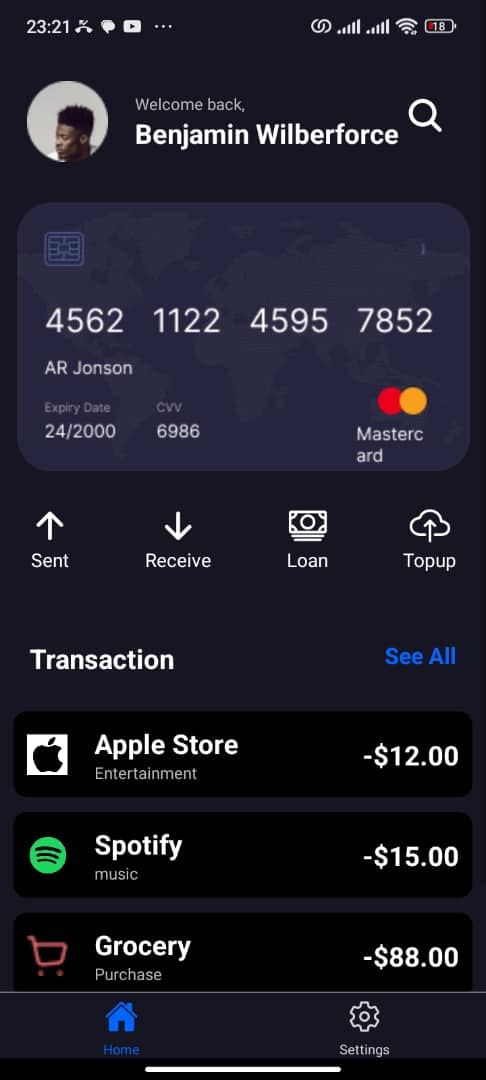 23:21
18
Welcome back,
Benjamin Wilberforce
4562 1122 4595 7852
AR Jonson
Expiry Date CVV
24/2000 6986
Masterc
ard
Sent Receive Loan Topup
Transaction See All
Apple Store -$12.00
Entertainment
Spotify -$15.00
music
Grocery -$88.00
Purchase
Home Settings